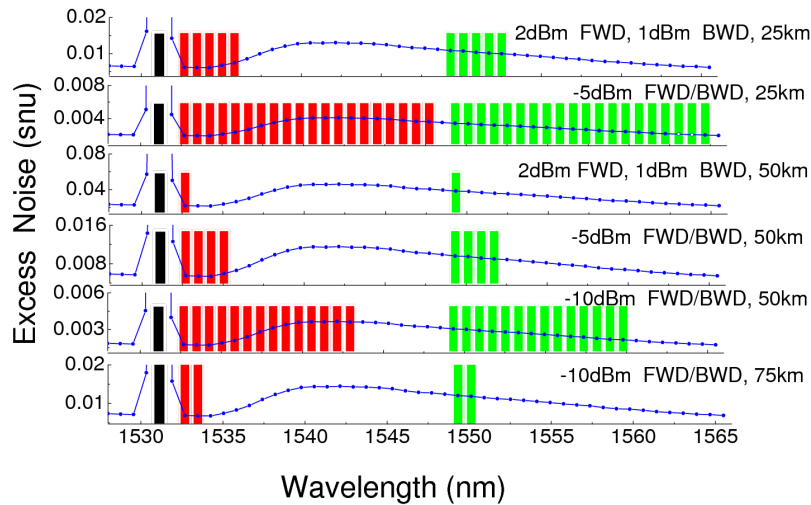 0.02
0.01
2dBm FWD, 1dBm BWD, 25km
0.008
0.004
-5dBm FWD/BWD, 25km
0.08
0.04
2dBm FWD, 1dBm BWD, 50km
0.016
0.008
-5dBm FWD/BWD, 50km
0.006
0.003
-10dBm FWD/BWD, 50km
0.02
0.01
-10dBm FWD/BWD, 75km
Excess Noise (snu)
1530 1535 1540 1545 1550 1555 1560 1565
Wavelength (nm)